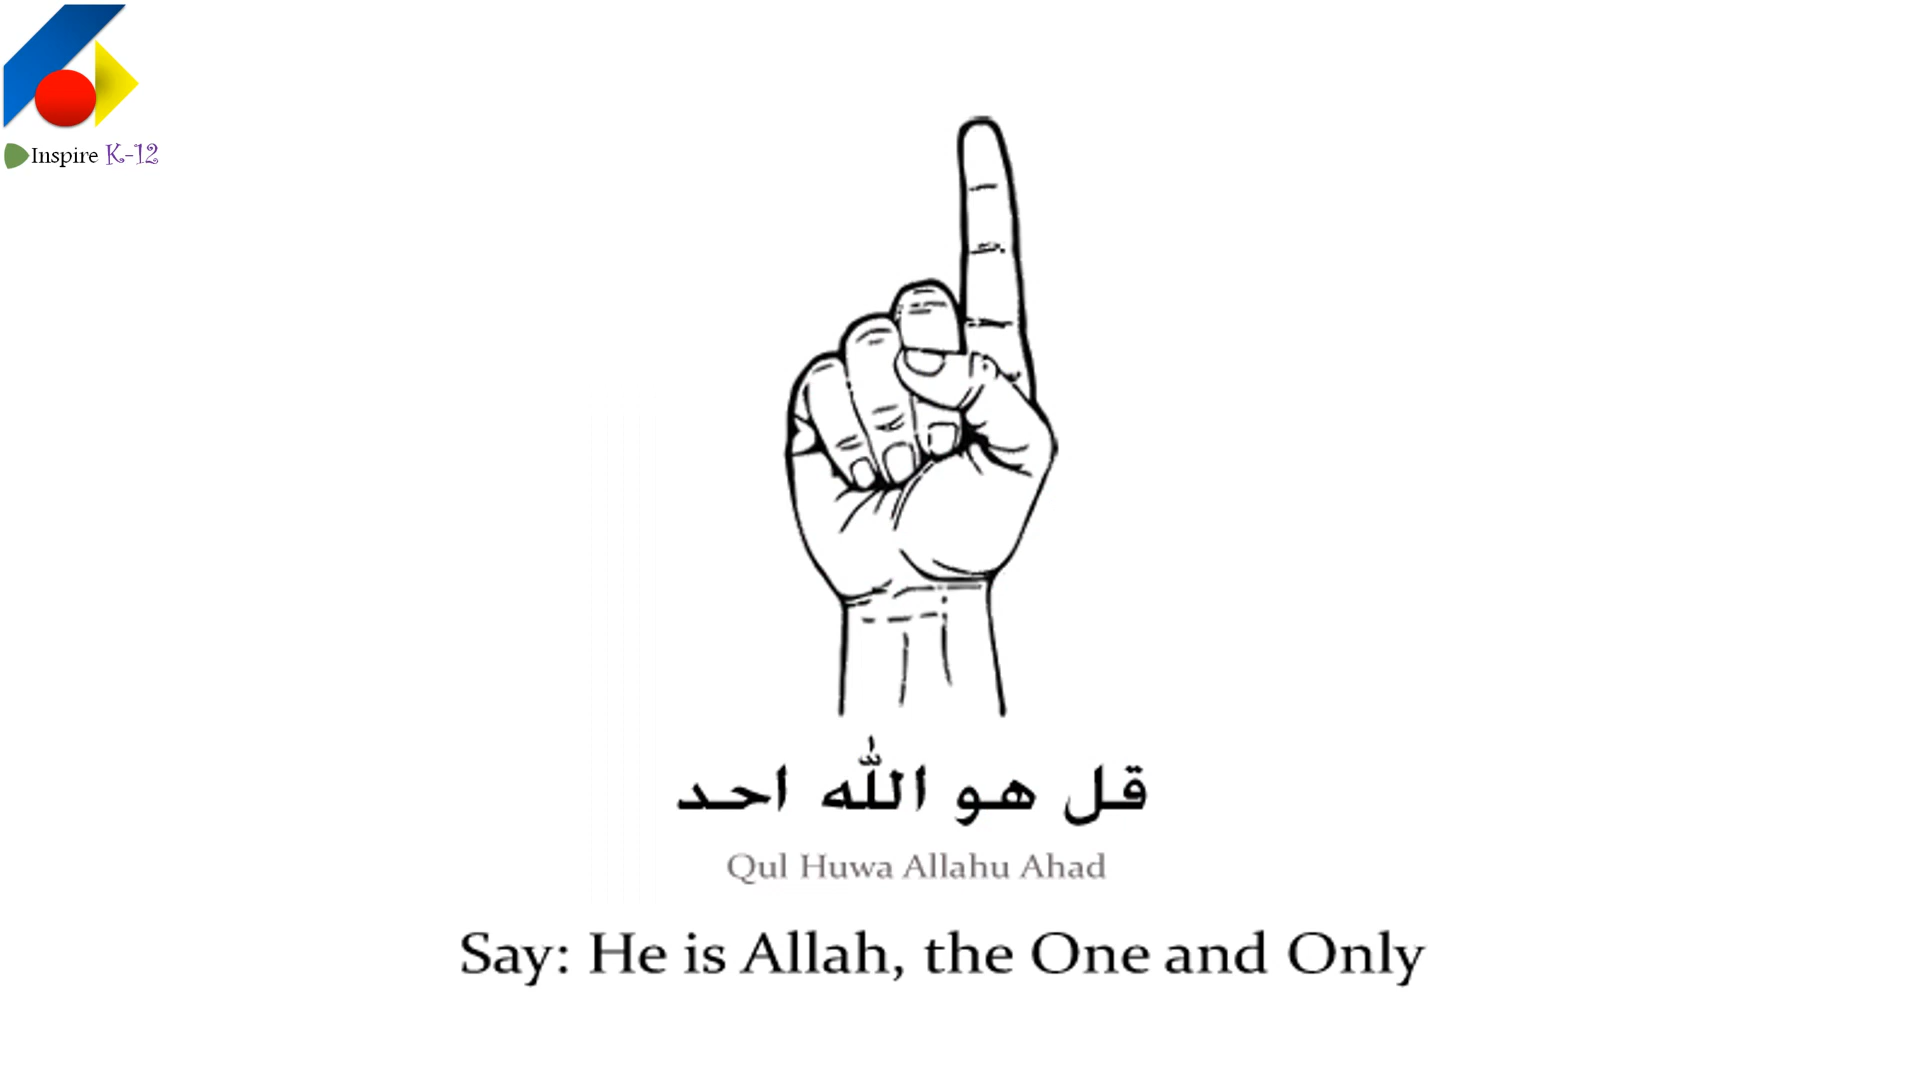 Inspire K-12
قل هو الله احد
Qul Huwa Allahu Ahad
Say: He is Allah, the One and Only